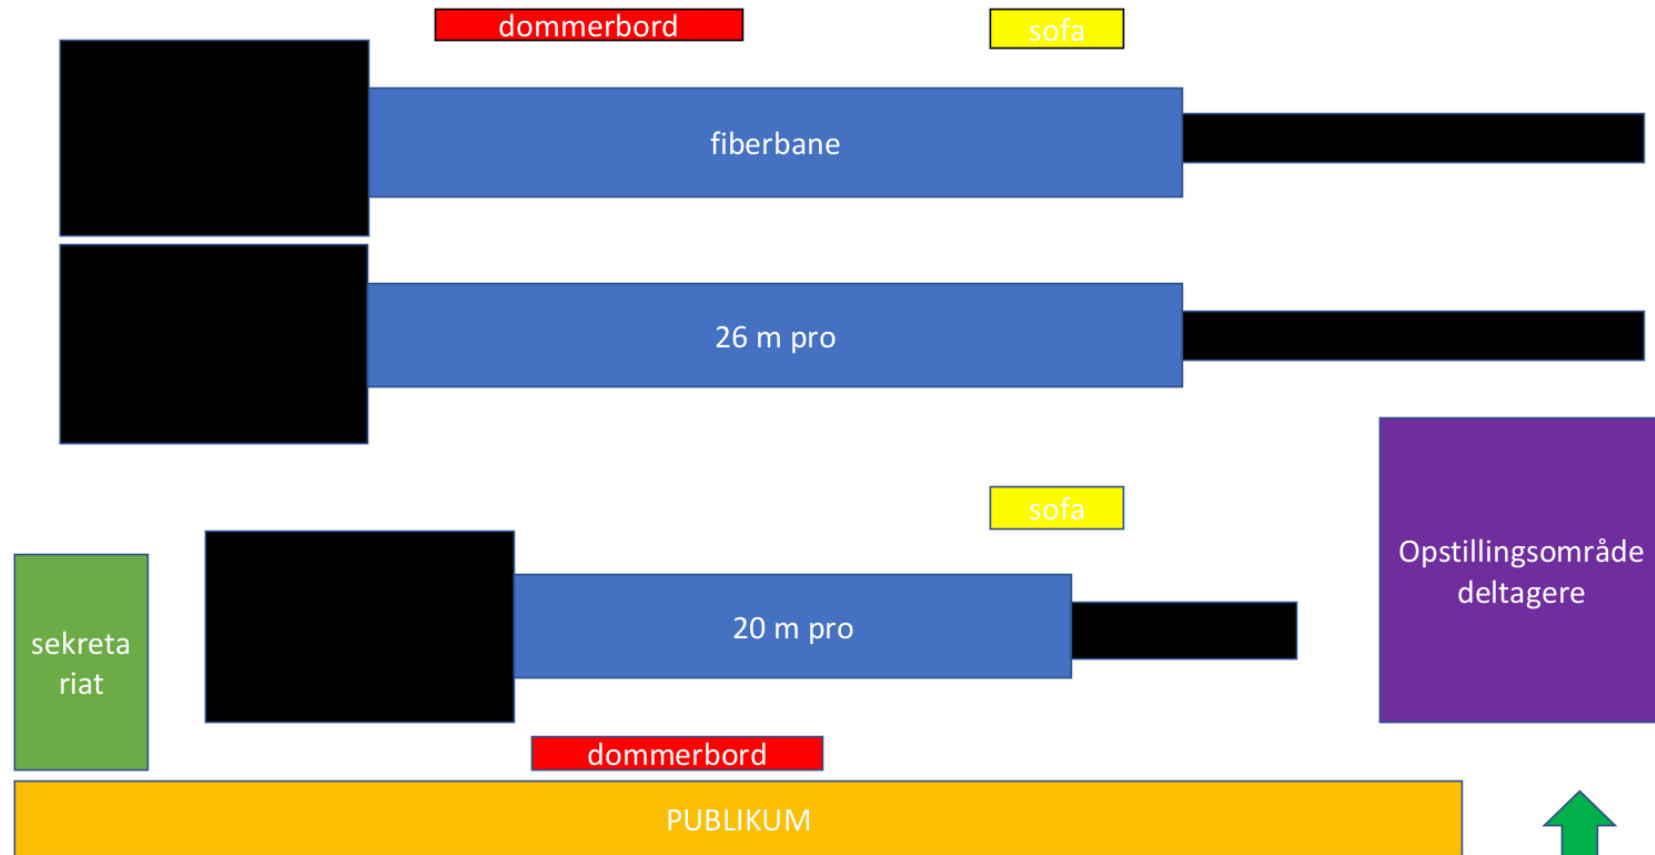 dommerbord
sofa
fiberbane
26 m pro
sofa
Opstillingsområde
deltagere
20 m pro
sekreta
riat
dommerbord
PUBLIKUM